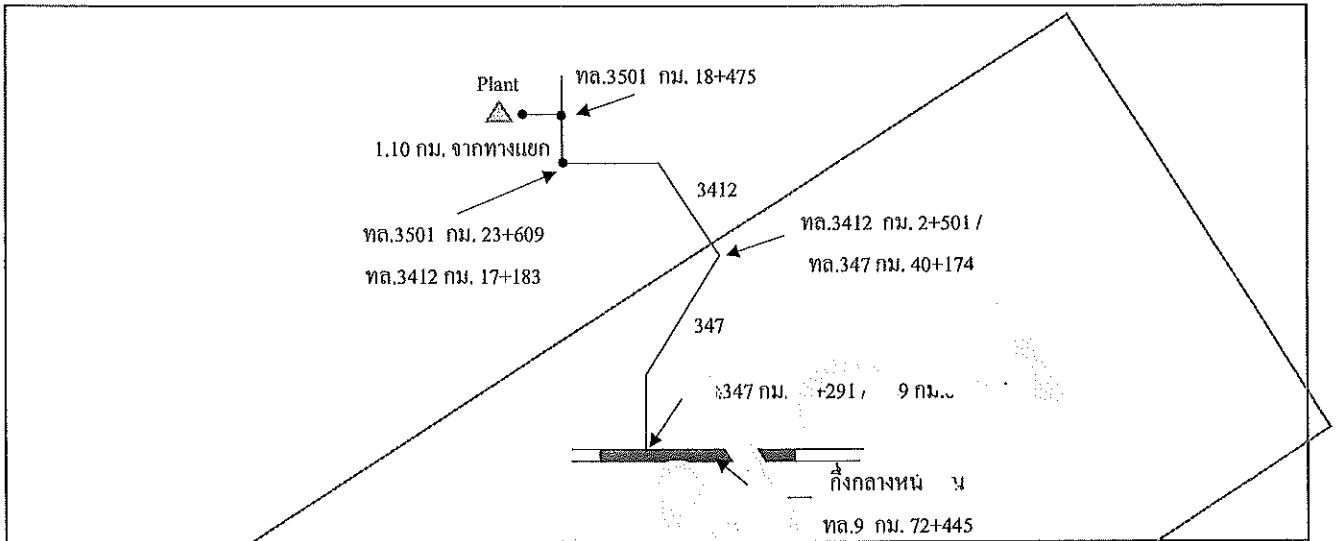 Plant
ทล.3501 กม. 18+475
1.10 กม. จากทางแยก
3412
ทล.3501 กม. 23+609
ทล.3412 กม. 17+183
ทล.3412 กม. 2+501 /
ทล.347 กม. 40+174
347
347 กม. +291 / 9 กม.
กึ่งกลางหน่
ทล.9 กม. 72+445